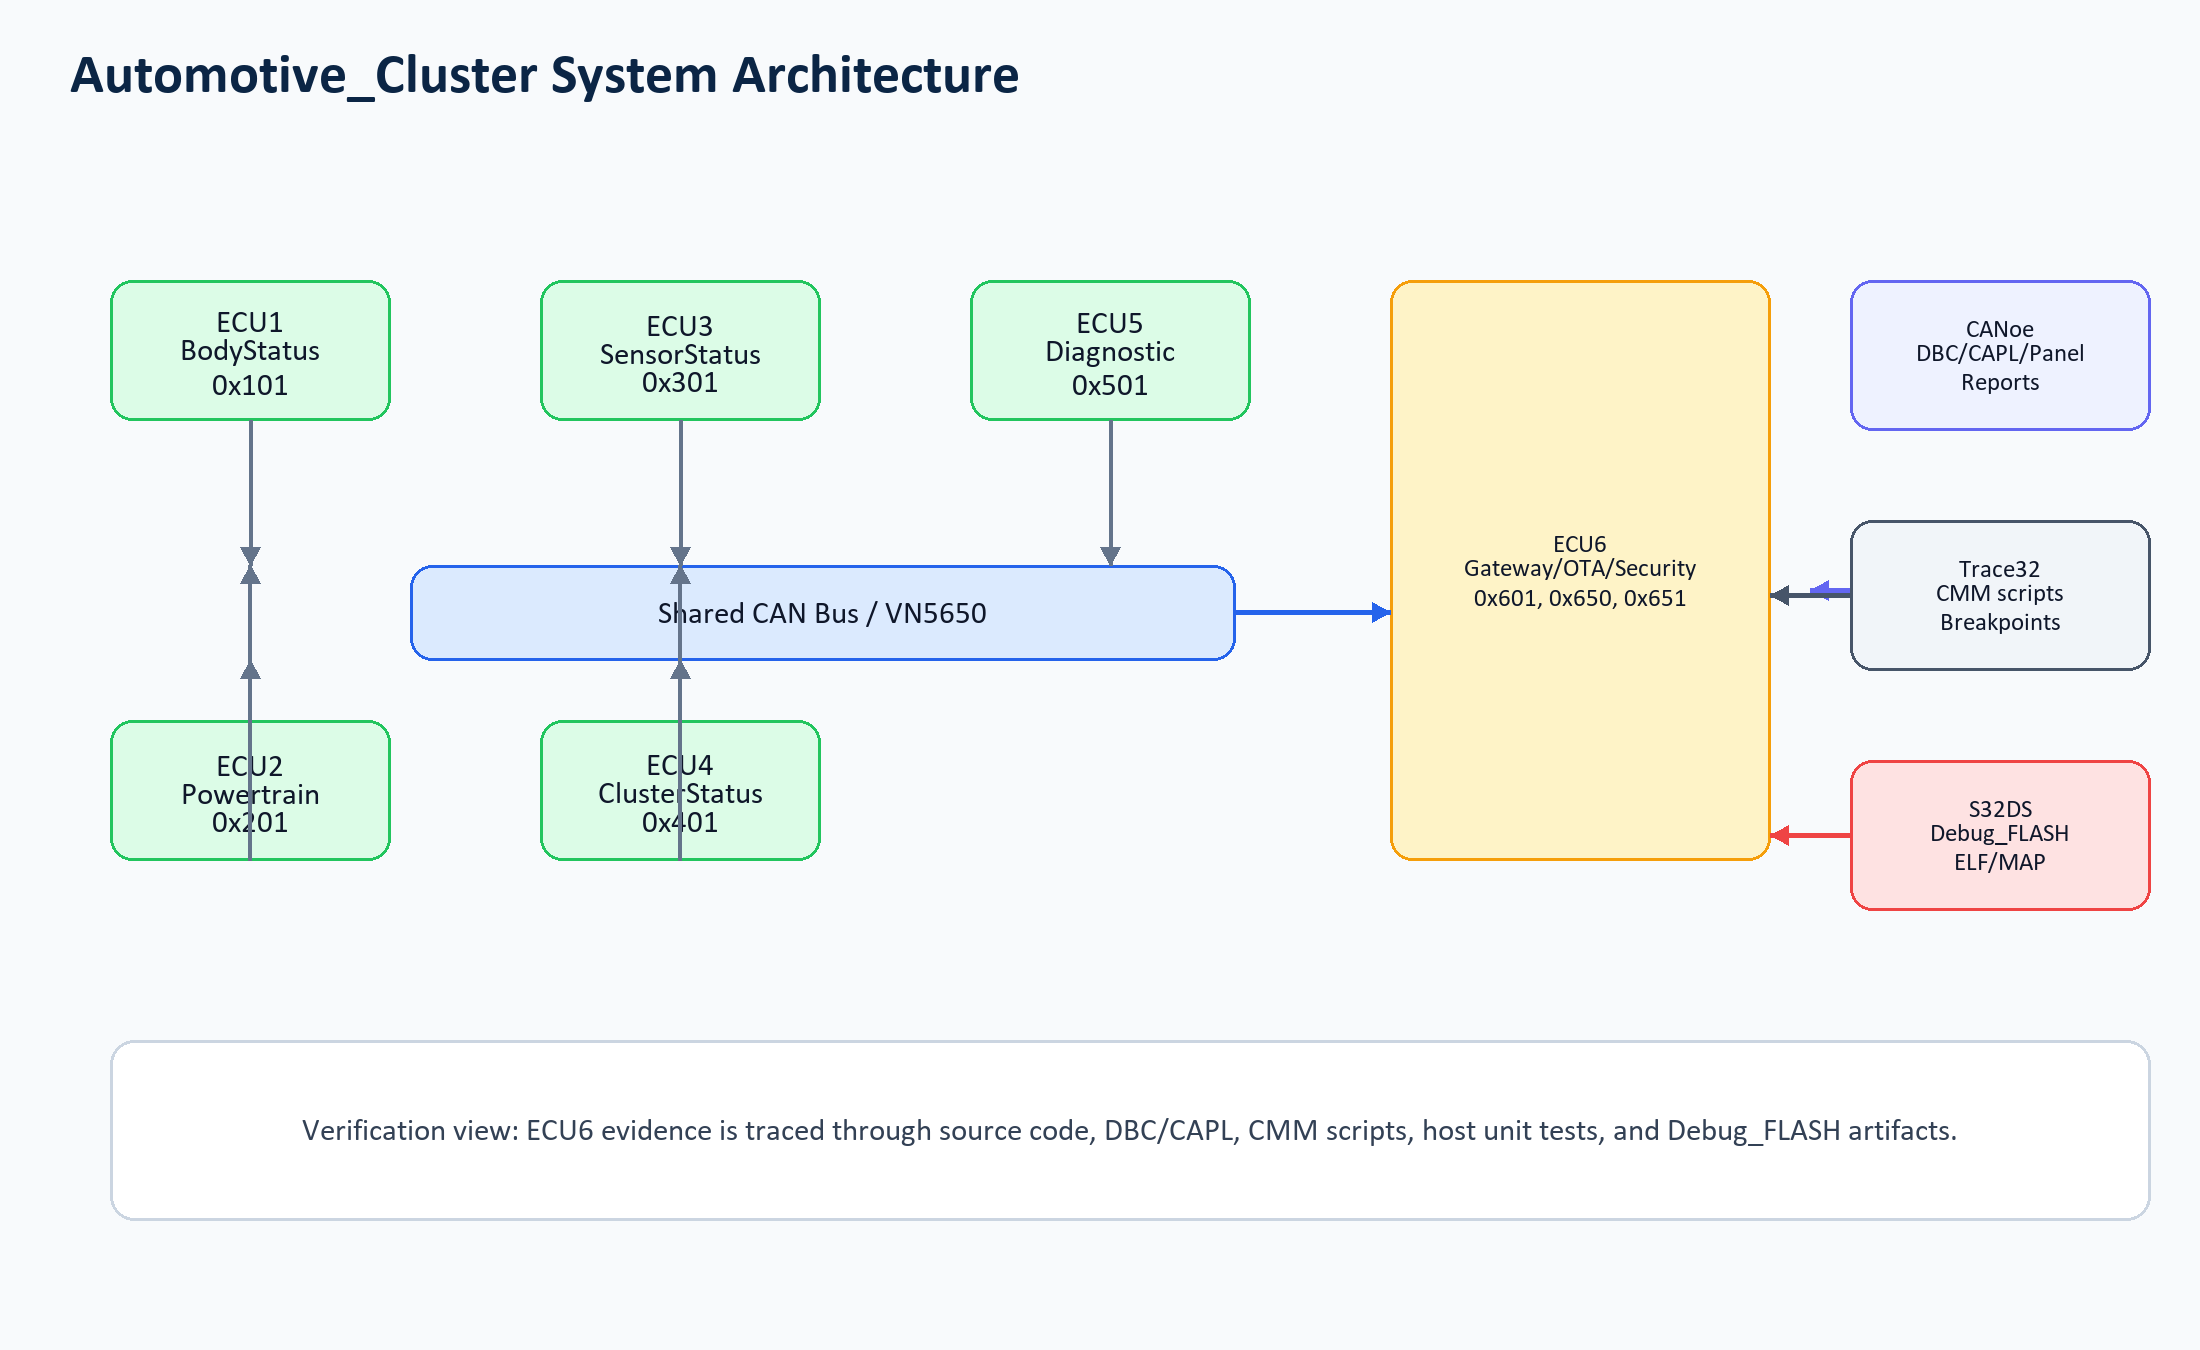 Automotive_Cluster System Architecture
ECU1
BodyStatus
0x101
ECU3
SensorStatus
0x301
ECU5
Diagnostic
0x501
CANoe
DBC/CAPL/Panel
Reports
ECU6
Gateway/OTA/Security
0x601, 0x650, 0x651
Trace32
CMM scripts
Breakpoints
Shared CAN Bus / VN5650
ECU2
Powertrain
0x201
ECU4
ClusterStatus
0x401
S32DS
Debug_FLASH
ELF/MAP
Verification view: ECU6 evidence is traced through source code, DBC/CAPL, CMM scripts, host unit tests, and Debug_FLASH artifacts.